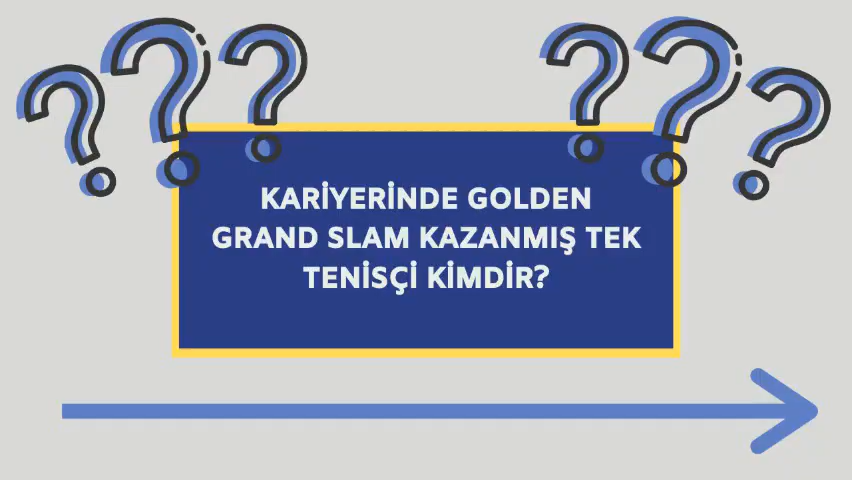 KARİYERİNDE GOLDEN
GRAND SLAM KAZANMIŞ TEK
TENİSÇİ KİMDİR?